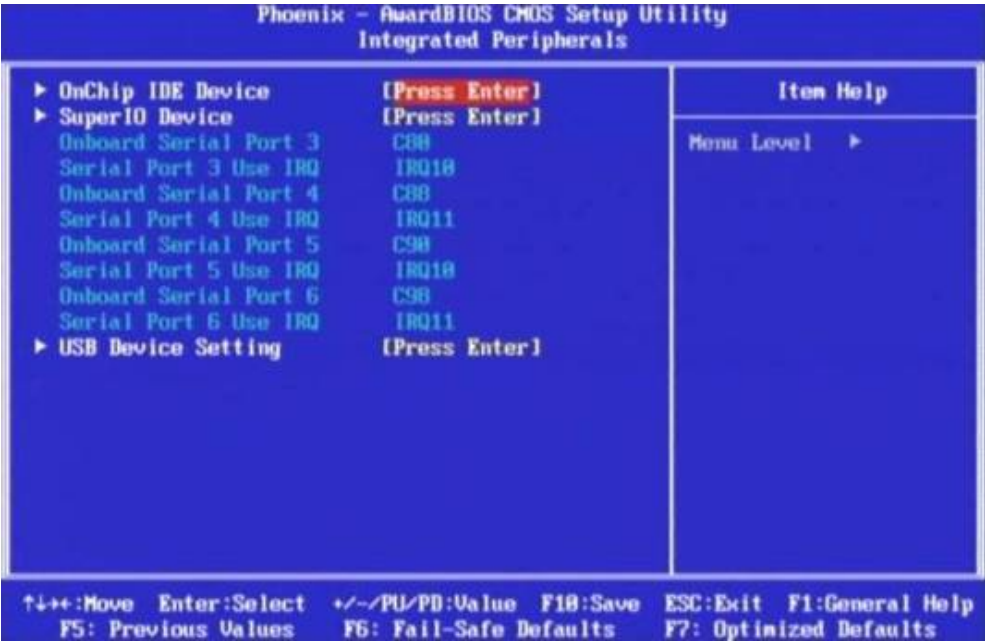 Phoenix - AwardBIOS CMOS Setup Utility
Integrated Peripherals
▶ OnChip IDE Device [Press Enter]
▶ SuperIO Device [Press Enter]
Onboard Serial Port 3 C80
Serial Port 3 Use IRQ IRQ10
Onboard Serial Port 4 C88
Serial Port 4 Use IRQ IRQ11
Onboard Serial Port 5 C90
Serial Port 5 Use IRQ IRQ10
Onboard Serial Port 6 C98
Serial Port 6 Use IRQ IRQ11
▶ USB Device Setting [Press Enter]
Item Help
Menu Level ▶
↑↓→←:Move Enter:Select +/-/PU/PD:Value F10:Save ESC:Exit F1:General Help
F5: Previous Values F6: Fail-Safe Defaults F7: Optimized Defaults